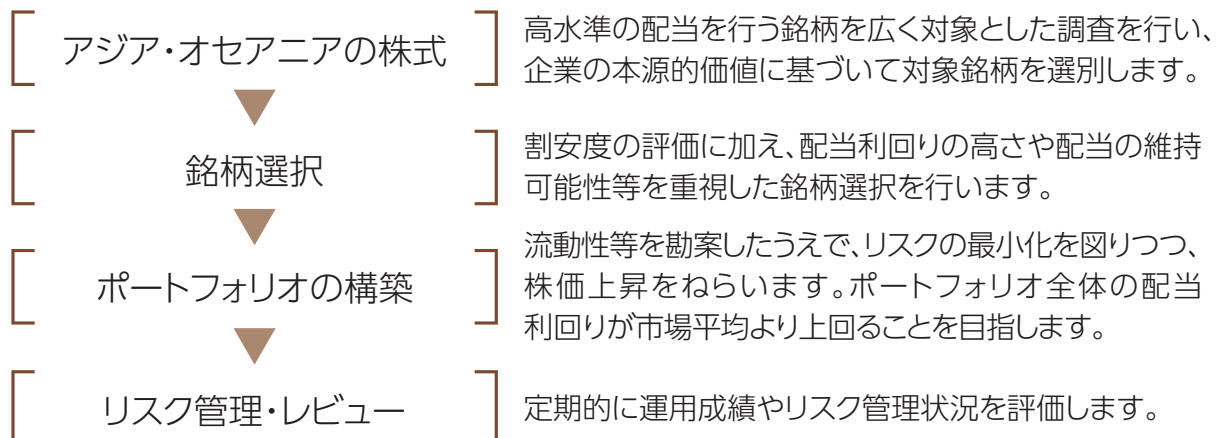 アジア・オセアニアの株式
高水準の配当を行う銘柄を広く対象とした調査を行い、
企業の本源的価値に基づいて対象銘柄を選別します。
銘柄選択
割安度の評価に加え、配当利回りの高さや配当の維持
可能性等を重視した銘柄選択を行います。
ポートフォリオの構築
流動性等を勘案したうえで、リスクの最小化を図りつつ、
株価上昇をねらいます。ポートフォリオ全体の配当
利回りが市場平均より上回ることを目指します。
リスク管理・レビュー
定期的に運用成績やリスク管理状況を評価します。